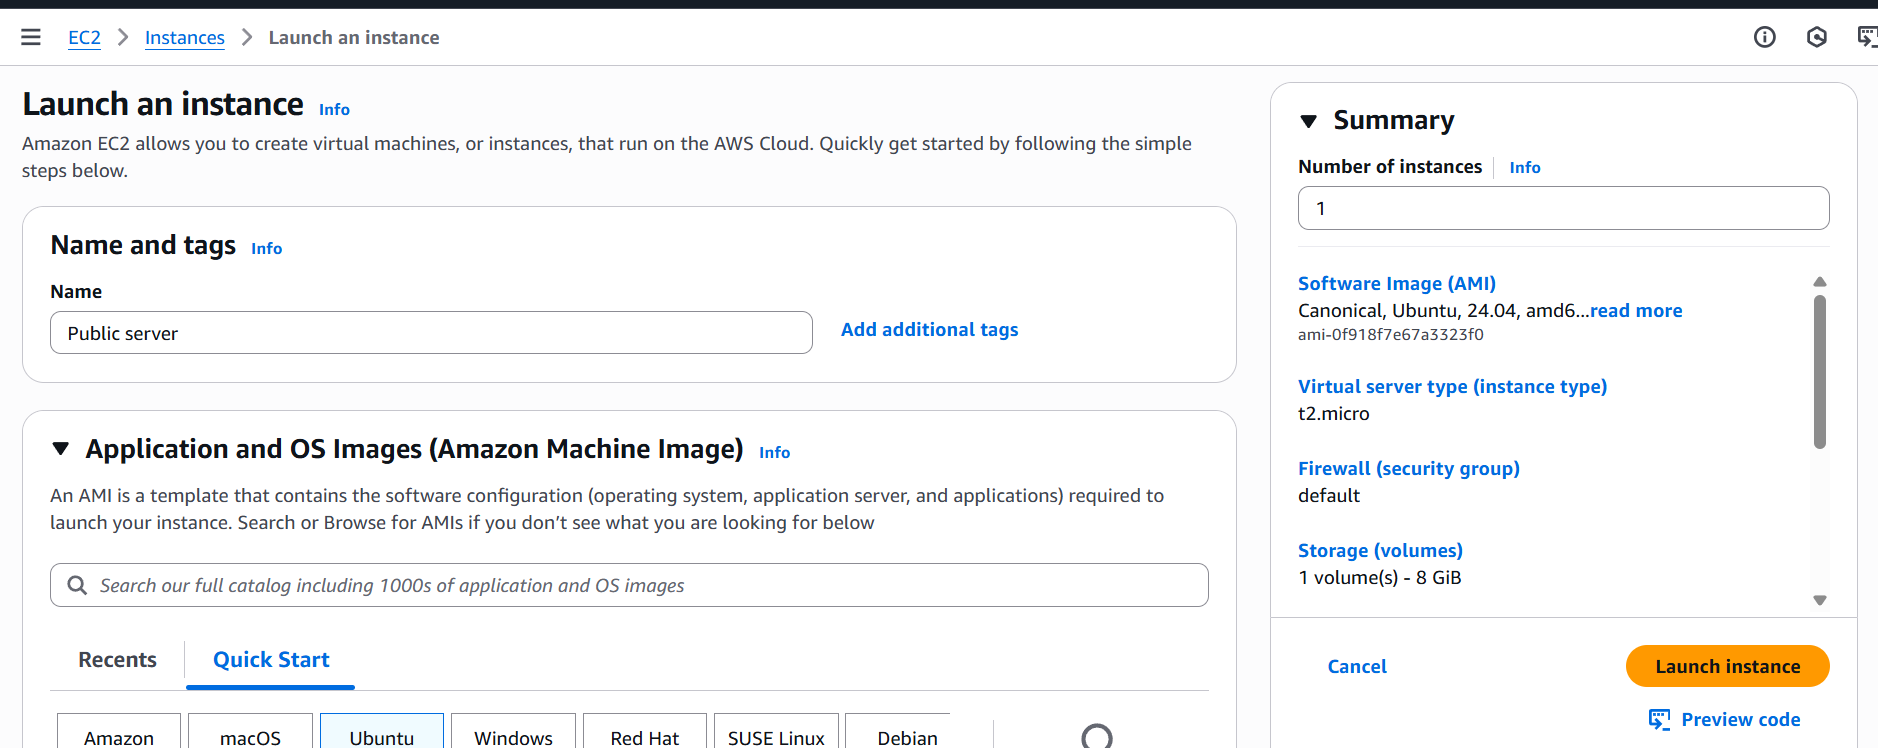 EC2 > Instances > Launch an instance
Launch an instance Info
Amazon EC2 allows you to create virtual machines, or instances, that run on the AWS Cloud. Quickly get started by following the simple
steps below.
Name and tags Info
Name
Public server
Add additional tags
Application and OS Images (Amazon Machine Image) Info
An AMI is a template that contains the software configuration (operating system, application server, and applications) required to
launch your instance. Search or Browse for AMIs if you don’t see what you are looking for below
Search our full catalog including 1000s of application and OS images
Recents
Quick Start
Amazon
macOS
Ubuntu
Windows
Red Hat
SUSE Linux
Debian
Summary
Number of instances Info
1
Software Image (AMI)
Canonical, Ubuntu, 24.04, amd6...read more
ami-0f918f7e67a3323f0
Virtual server type (instance type)
t2.micro
Firewall (security group)
default
Storage (volumes)
1 volume(s) - 8 GiB
Cancel
Launch instance
Preview code